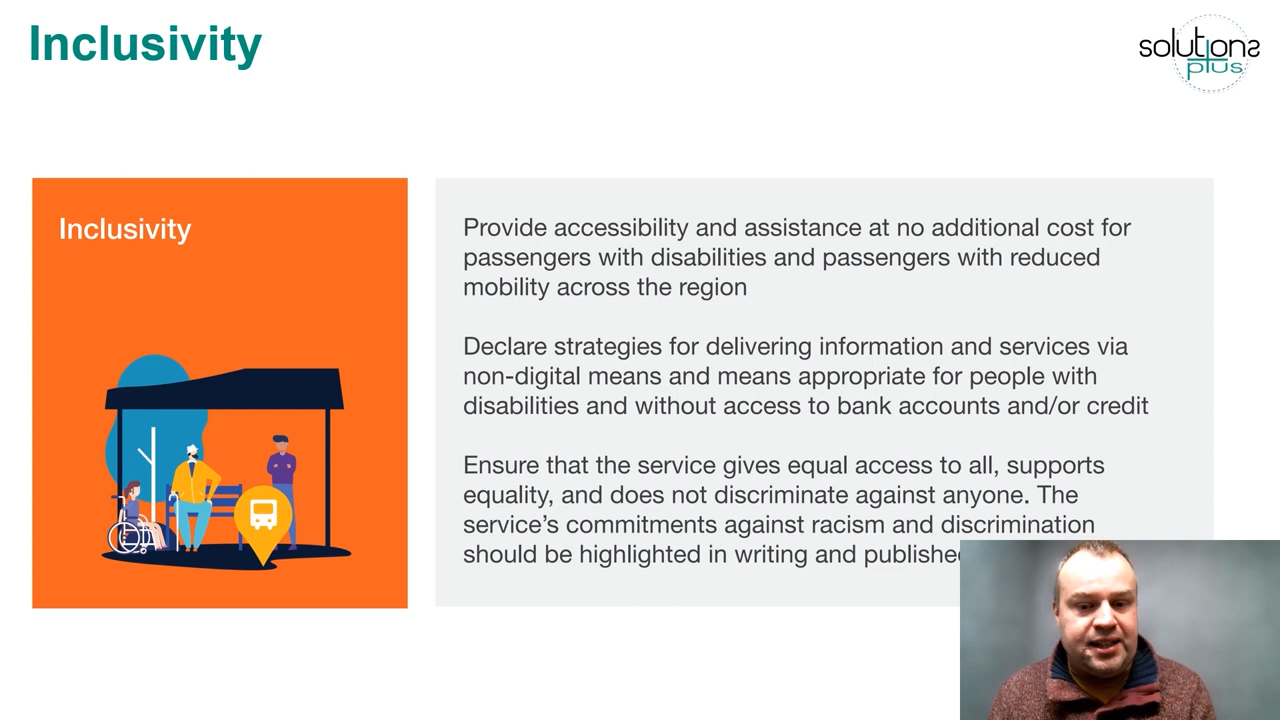 Inclusivity
solutions
plus
Inclusivity
Provide accessibility and assistance at no additional cost for
passengers with disabilities and passengers with reduced
mobility across the region
Declare strategies for delivering information and services via
non-digital means and means appropriate for people with
disabilities and without access to bank accounts and/or credit
Ensure that the service gives equal access to all, supports
equality, and does not discriminate against anyone. The
service’s commitments against racism and discrimination
should be highlighted in writing and publishe